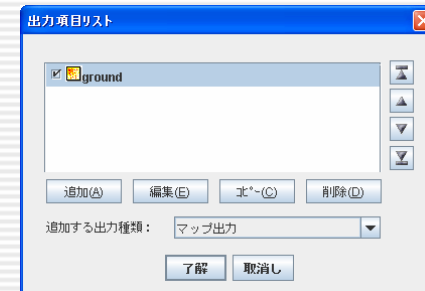 出力項目リスト
ground
追加(A) 編集(E) コピー(C) 削除(D)
追加する出力種類： マップ出力
了解 取消し